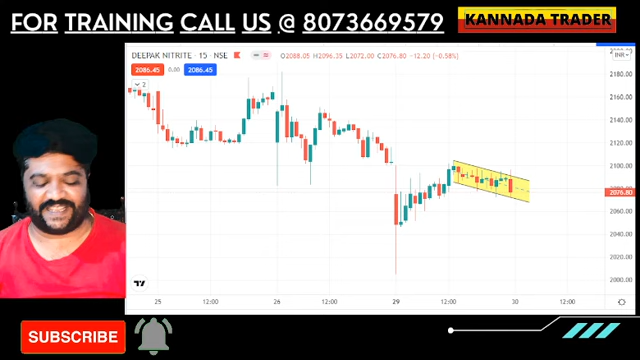 FOR TRAINING CALL US @ 8073669579
KANNADA TRADER
DEEPAK NITRITE · 15 · NSE
O2088.05 H2096.35 L2072.00 C2076.80 -12.20 (-0.58%)
INR
2086.45 0.00 2086.45
2
2180.00
2160.00
2140.00
2120.00
2100.00
2076.80
2060.00
2040.00
2020.00
2000.00
25 12:00 26 12:00 29 12:00 30 12:00
SUBSCRIBE